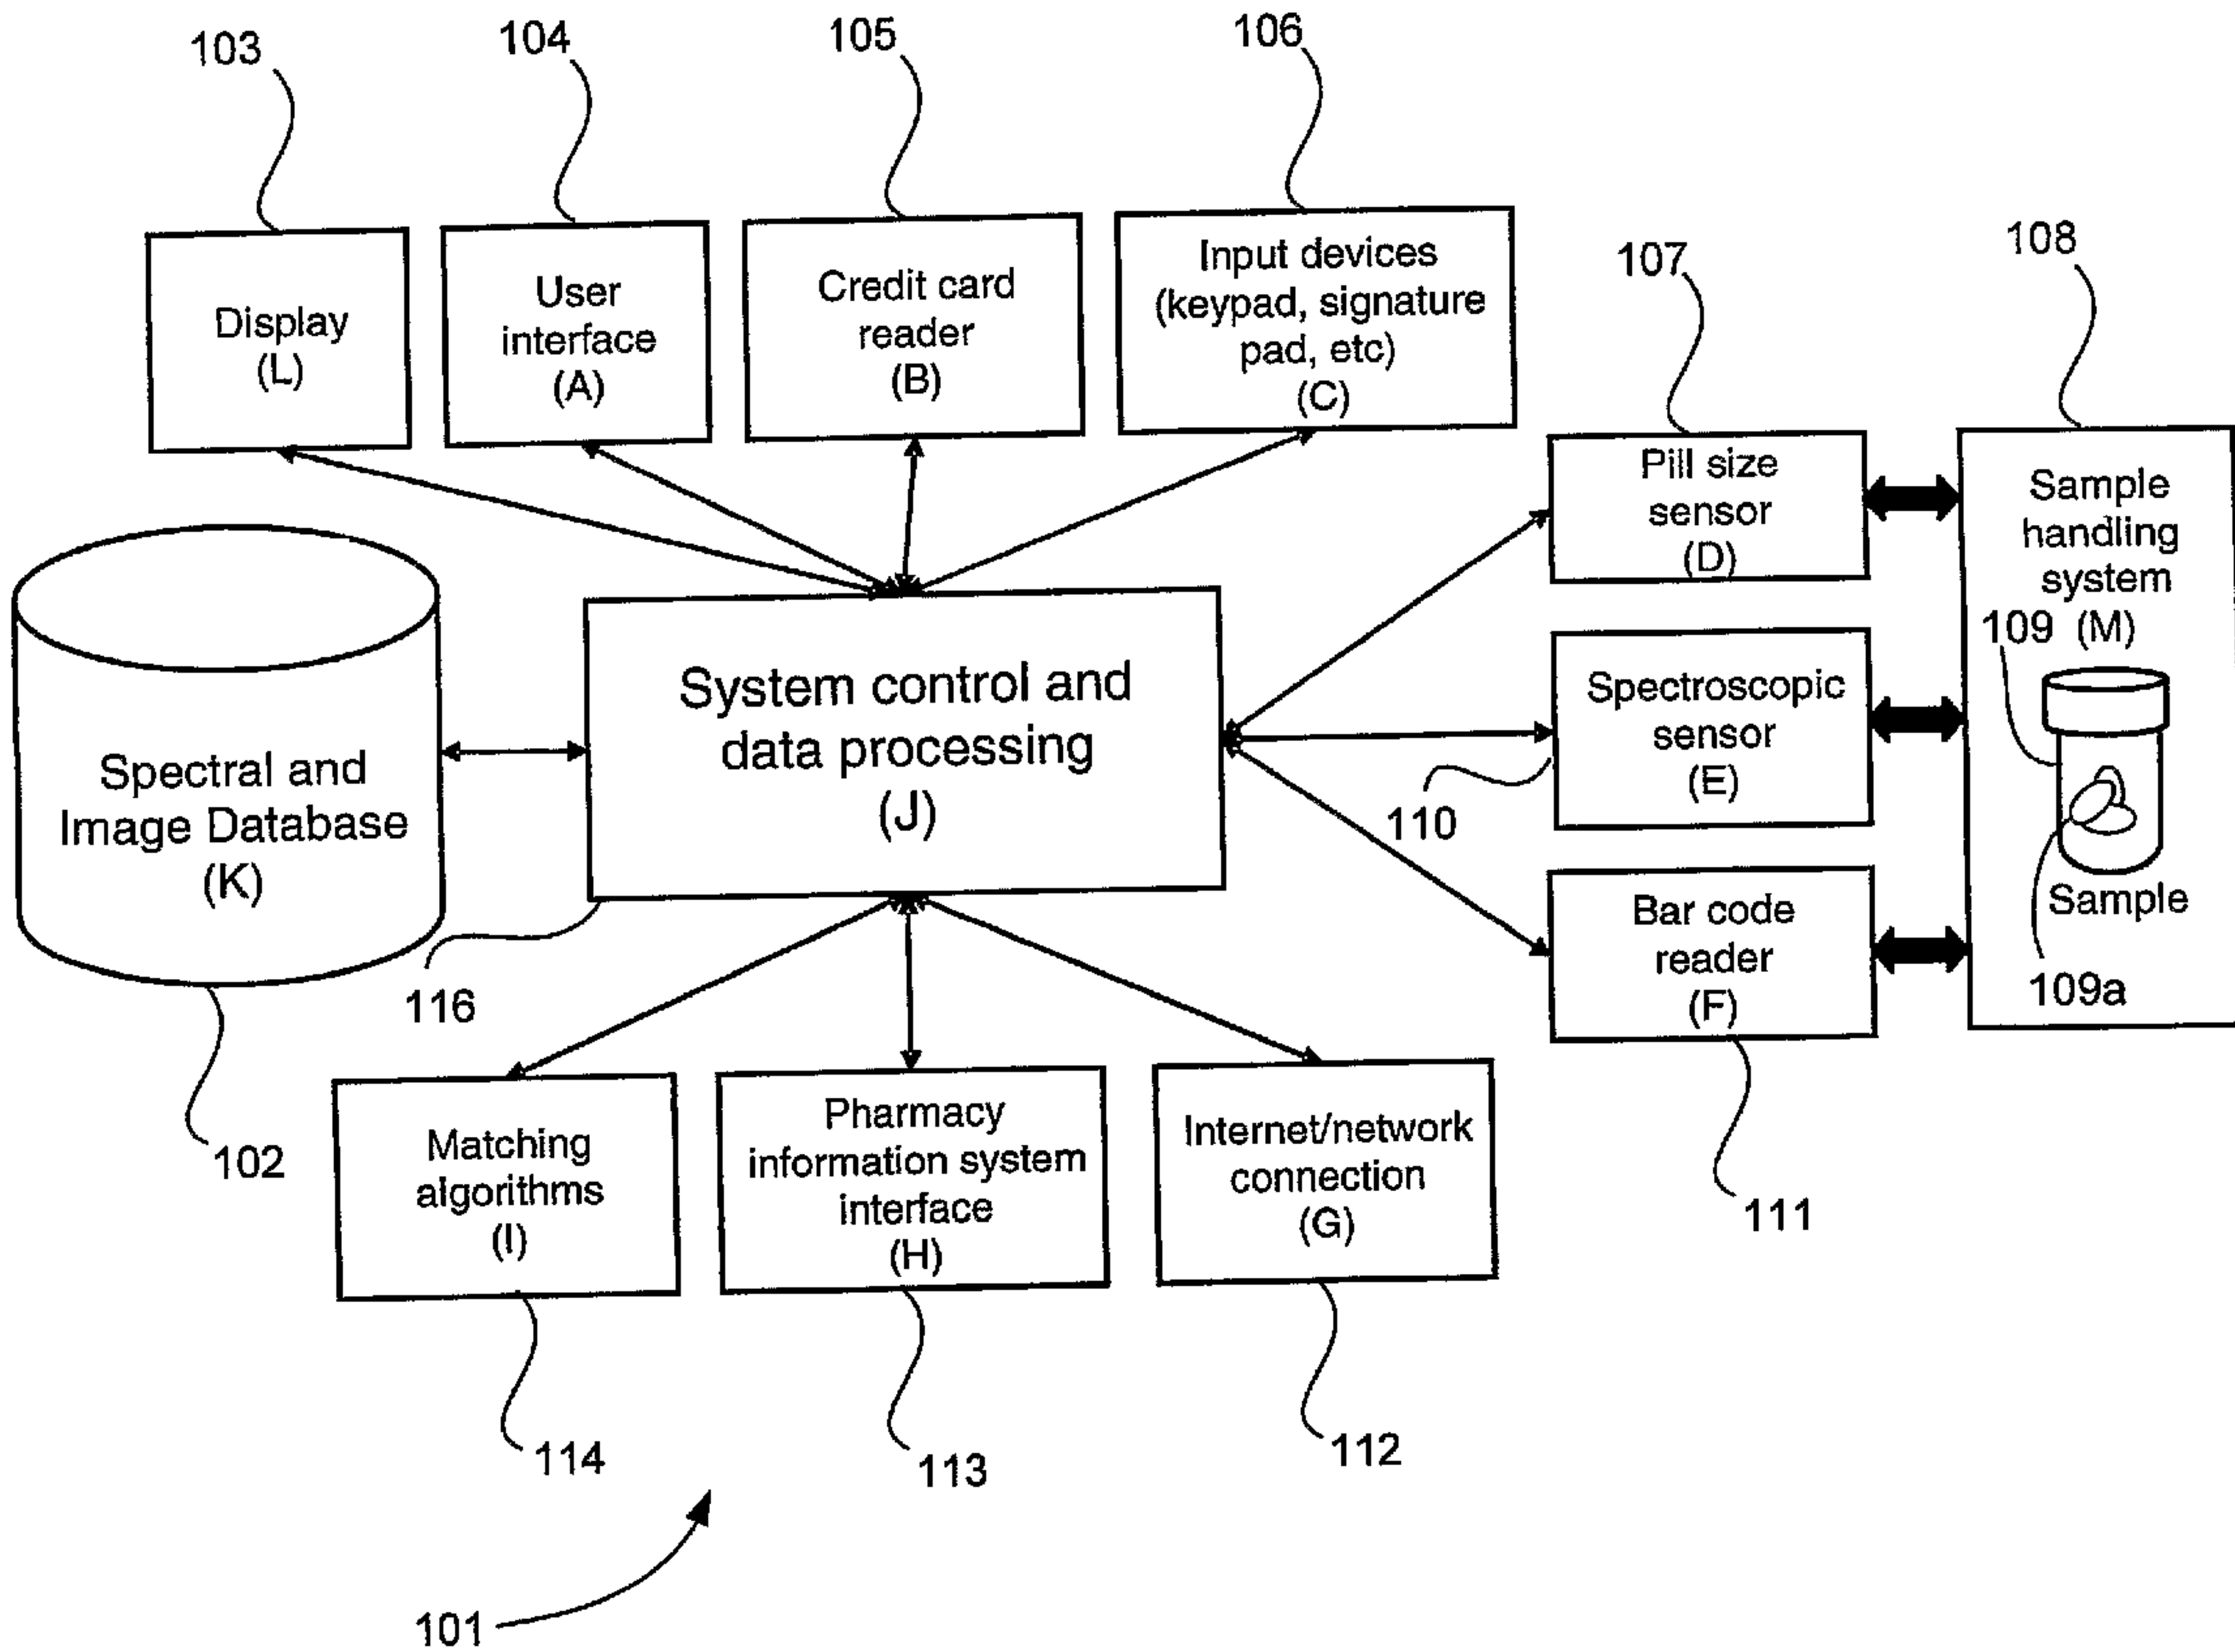 103
104
105
106
Display
(L)
User
interface
(A)
Credit card
reader
(B)
Input devices
(keypad, signature
pad, etc)
(C)
107
108
Pill size
sensor
(D)
Sample
handling
system
(M)
109
Spectral and
Image Database
(K)
System control and
data processing
(J)
Spectroscopic
sensor
(E)
110
Sample
109a
Bar code
reader
(F)
116
102
Matching
algorithms
(I)
Pharmacy
information system
interface
(H)
Internet/network
connection
(G)
111
114
113
112
101